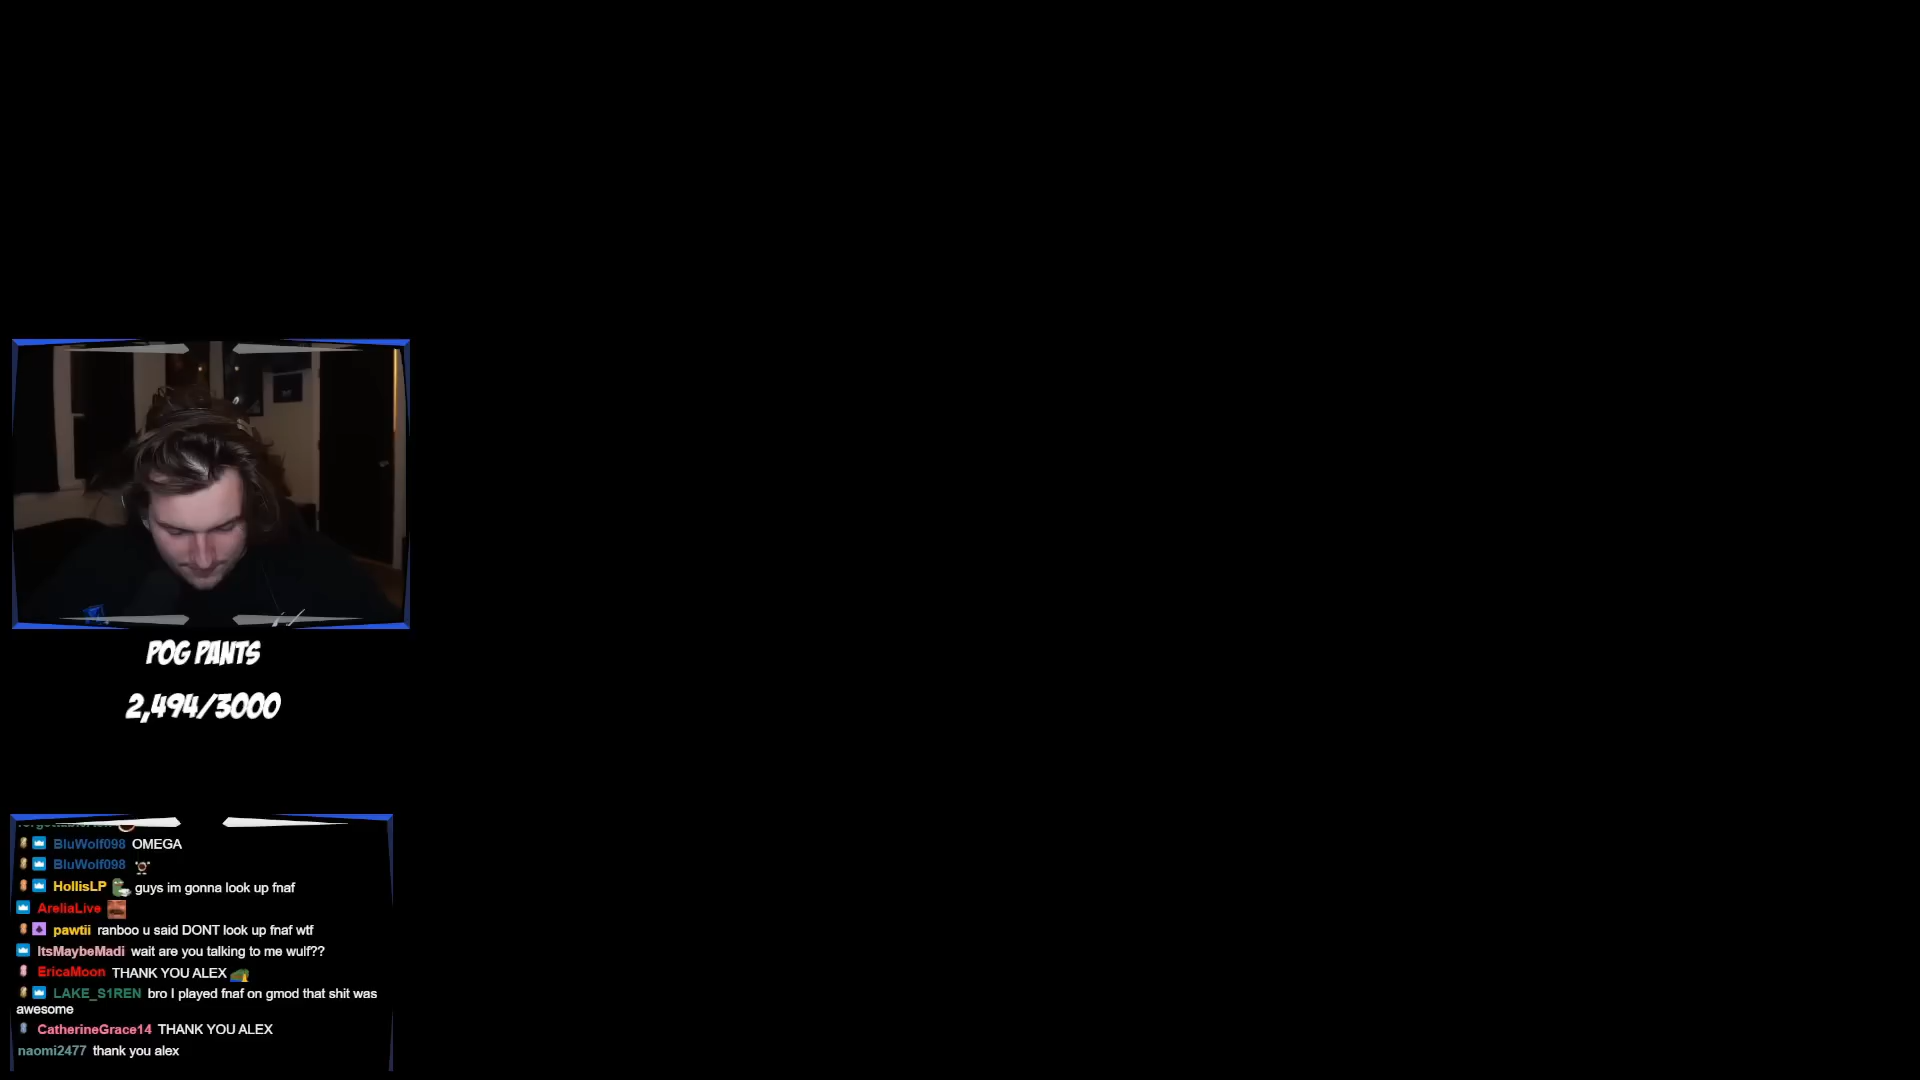 POG PANTS
2,494/3000
BluWolf098 OMEGA
BluWolf098
HollisLP guys im gonna look up fnaf
AreliaLive
pawtii ranboo u said DONT look up fnaf wtf
ItsMaybeMadi wait are you talking to me wulf??
EricaMoon THANK YOU ALEX
LAKE_S1REN bro I played fnaf on gmod that shit was
awesome
CatherineGrace14 THANK YOU ALEX
naomi2477 thank you alex